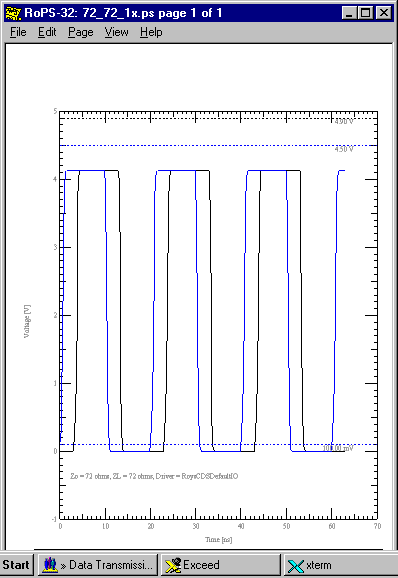 RoPS-32: 72_72_1x.ps page 1 of 1
File Edit Page View Help
5
4.90 V
4.50 V
4
3
Voltage [V]
2
1
100.00 mV
0
Zo = 72 ohms, ZL = 72 ohms, Driver = RoysCDSDefaultIO
-1
0 10 20 30 40 50 60 70
Time [ns]
Start » Data Transmissi... Exceed xterm